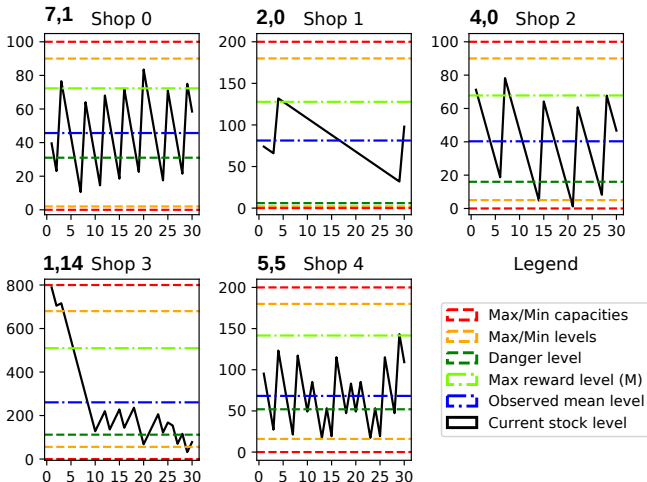 7,1 Shop 0
2,0 Shop 1
4,0 Shop 2
100
80
60
40
20
0
0 5 10 15 20 25 30
200
150
100
50
0
0 5 10 15 20 25 30
100
80
60
40
20
0
0 5 10 15 20 25 30
1,14 Shop 3
5,5 Shop 4
Legend
800
600
400
200
0
0 5 10 15 20 25 30
200
150
100
50
0
0 5 10 15 20 25 30
Max/Min capacities
Max/Min levels
Danger level
Max reward level (M)
Observed mean level
Current stock level